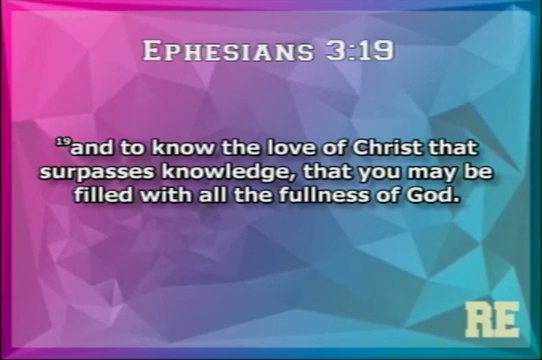 Ephesians 3:19
19and to know the love of Christ that
surpasses knowledge, that you may be
filled with all the fullness of God.
RE